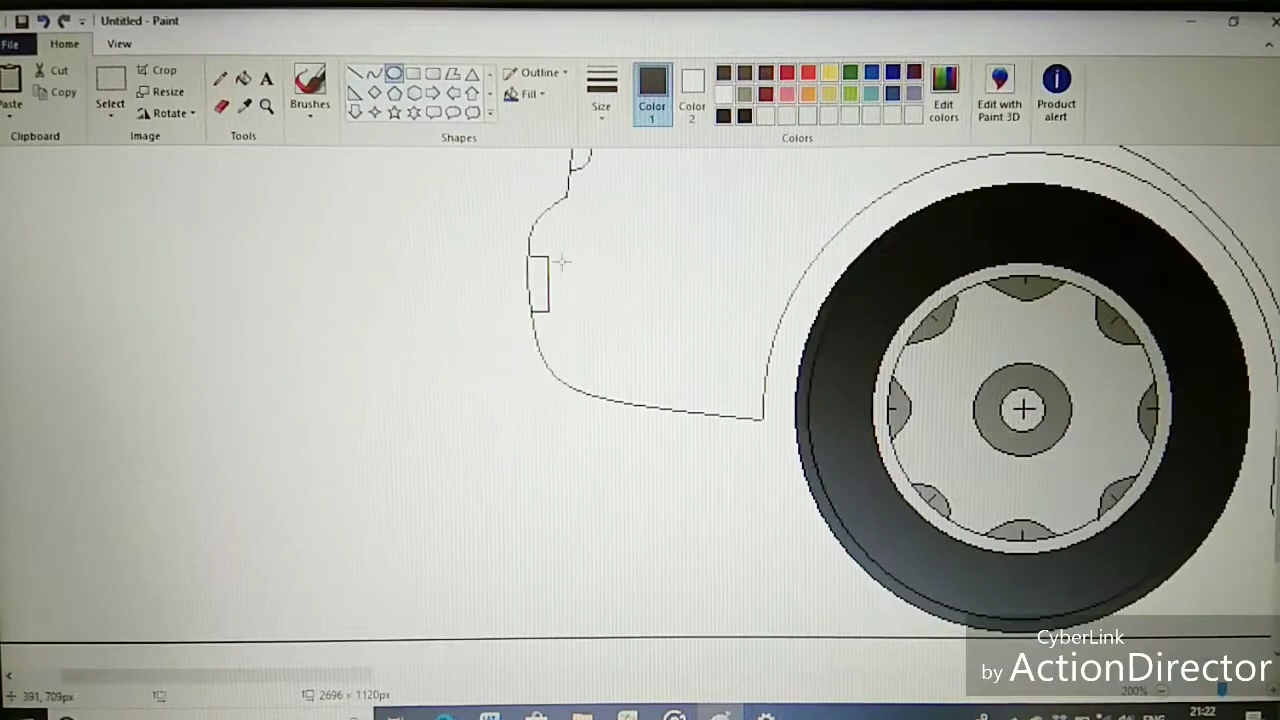 Untitled - Paint
File
Home
View
Paste
Cut
Copy
Clipboard
Select
Crop
Resize
Rotate
Image
A
Tools
Brushes
Outline
Fill
Shapes
Size
Color
1
Color
2
Edit
colors
Colors
Edit with
Paint 3D
Product
alert
391, 709px
2696 × 1120px
200%
21:22
CyberLink
by ActionDirector